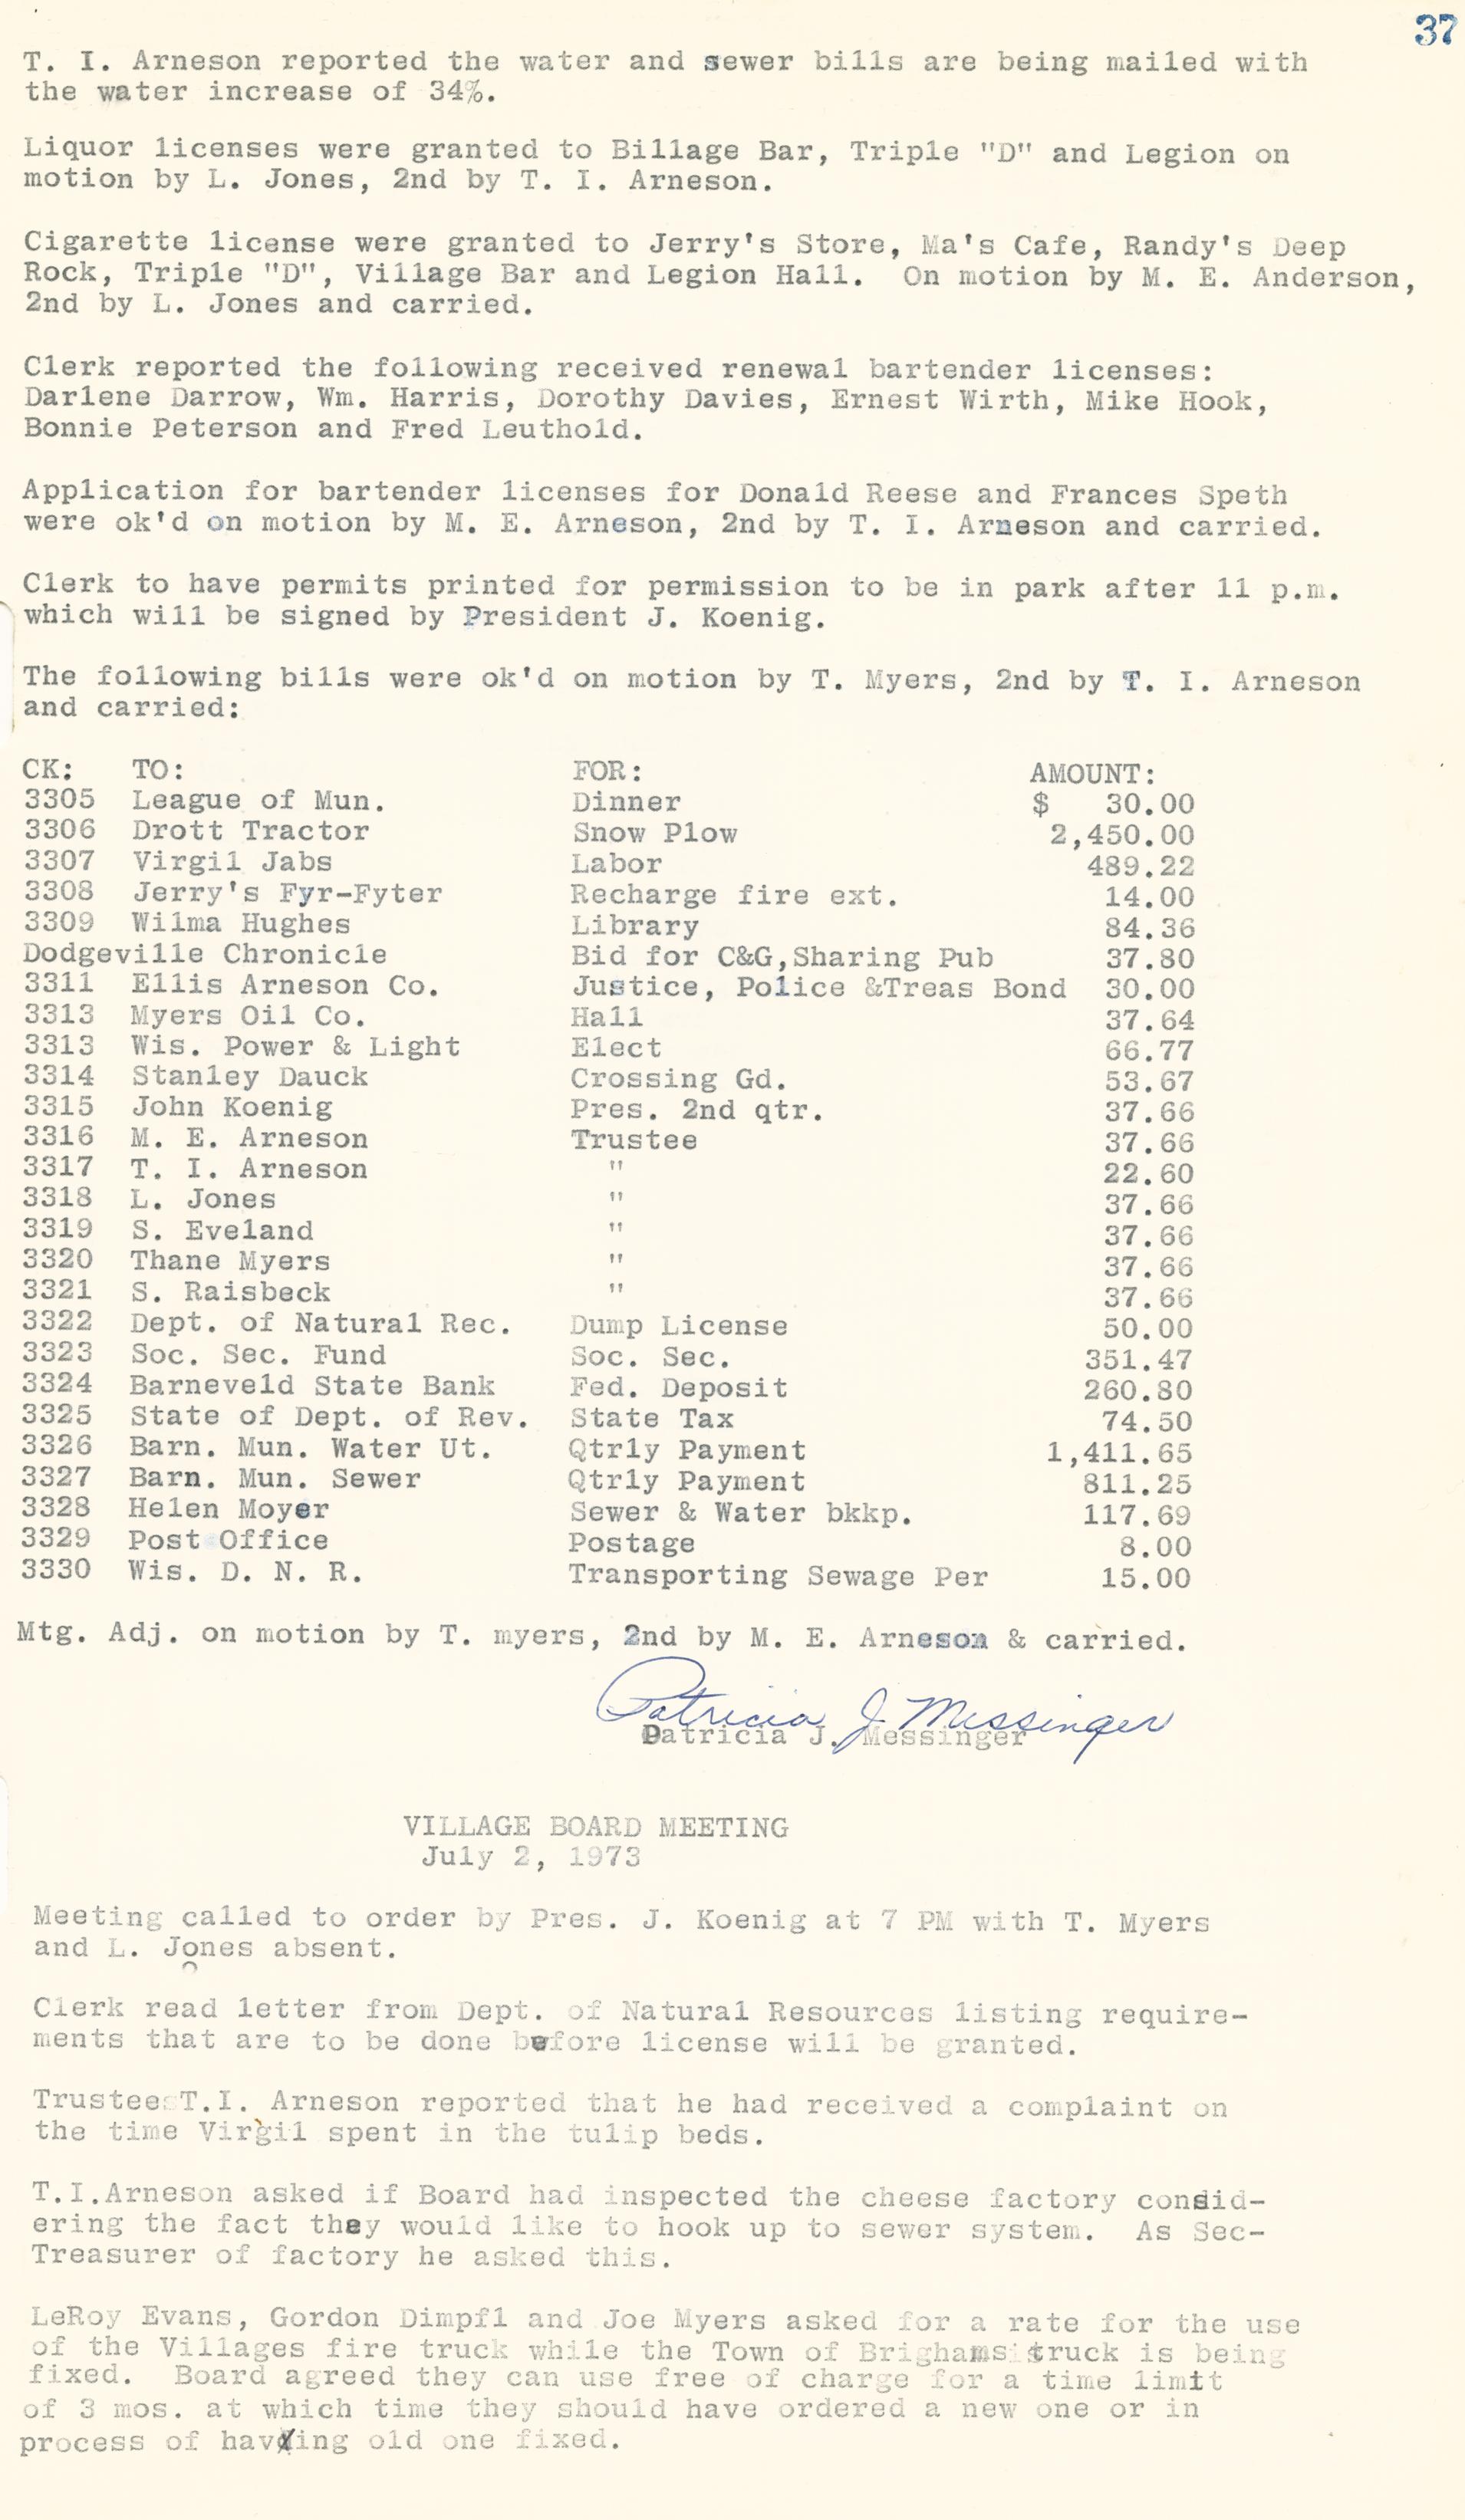 37
T. I. Arneson reported the water and sewer bills are being mailed with
the water increase of 34%.
Liquor licenses were granted to Billage Bar, Triple "D" and Legion on
motion by L. Jones, 2nd by T. I. Arneson.
Cigarette license were granted to Jerry's Store, Ma's Cafe, Randy's Deep
Rock, Triple "D", Village Bar and Legion Hall.  On motion by M. E. Anderson,
2nd by L. Jones and carried.
Clerk reported the following received renewal bartender licenses:
Darlene Darrow, Wm. Harris, Dorothy Davies, Ernest Wirth, Mike Hook,
Bonnie Peterson and Fred Leuthold.
Application for bartender licenses for Donald Reese and Frances Speth
were ok'd on motion by M. E. Arneson, 2nd by T. I. Arneson and carried.
Clerk to have permits printed for permission to be in park after 11 p.m.
which will be signed by President J. Koenig.
The following bills were ok'd on motion by T. Myers, 2nd by T. I. Arneson
and carried:
CK: TO: FOR: AMOUNT:
3305 League of Mun. Dinner $ 30.00
3306 Drott Tractor Snow Plow 2,450.00
3307 Virgil Jabs Labor 489.22
3308 Jerry's Fyr-Fyter Recharge fire ext. 14.00
3309 Wilma Hughes Library 84.36
Dodgeville Chronicle Bid for C&G,Sharing Pub 37.80
3311 Ellis Arneson Co. Justice, Police &Treas Bond 30.00
3313 Myers Oil Co. Hall 37.64
3313 Wis. Power & Light Elect 66.77
3314 Stanley Dauck Crossing Gd. 53.67
3315 John Koenig Pres. 2nd qtr. 37.66
3316 M. E. Arneson Trustee 37.66
3317 T. I. Arneson " 22.60
3318 L. Jones " 37.66
3319 S. Eveland " 37.66
3320 Thane Myers " 37.66
3321 S. Raisbeck " 37.66
3322 Dept. of Natural Rec. Dump License 50.00
3323 Soc. Sec. Fund Soc. Sec. 351.47
3324 Barneveld State Bank Fed. Deposit 260.80
3325 State of Dept. of Rev. State Tax 74.50
3326 Barn. Mun. Water Ut. Qtrly Payment 1,411.65
3327 Barn. Mun. Sewer Qtrly Payment 811.25
3328 Helen Moyer Sewer & Water bkkp. 117.69
3329 Post Office Postage 8.00
3330 Wis. D. N. R. Transporting Sewage Per 15.00
Mtg. Adj. on motion by T. myers, 2nd by M. E. Arneson & carried.
Patricia J. Messinger
Patricia J. Messinger
VILLAGE BOARD MEETING
July 2, 1973
Meeting called to order by Pres. J. Koenig at 7 PM with T. Myers
and L. Jones absent.
Clerk read letter from Dept. of Natural Resources listing require-
ments that are to be done before license will be granted.
Trustee T.I. Arneson reported that he had received a complaint on
the time Virgil spent in the tulip beds.
T.I.Arneson asked if Board had inspected the cheese factory consid-
ering the fact they would like to hook up to sewer system.  As Sec-
Treasurer of factory he asked this.
LeRoy Evans, Gordon Dimpfl and Joe Myers asked for a rate for the use
of the Villages fire truck while the Town of Brighams truck is being
fixed.  Board agreed they can use free of charge for a time limit
of 3 mos. at which time they should have ordered a new one or in
process of having old one fixed.